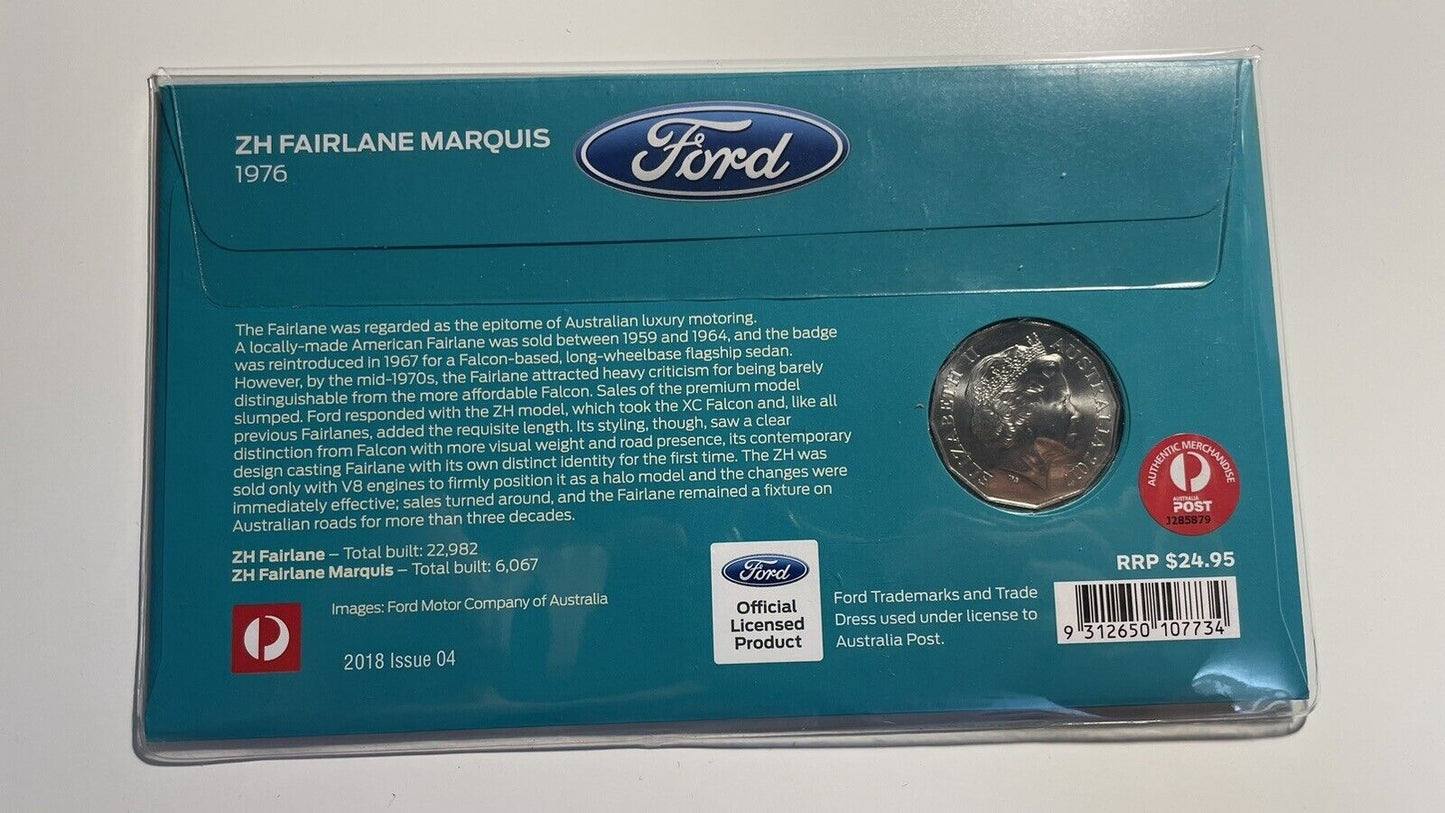 ZH FAIRLANE MARQUIS
1976
Ford
The Fairlane was regarded as the epitome of Australian luxury motoring.
A locally-made American Fairlane was sold between 1959 and 1964, and the badge
was reintroduced in 1967 for a Falcon-based, long-wheelbase flagship sedan.
However, by the mid-1970s, the Fairlane attracted heavy criticism for being barely
distinguishable from the more affordable Falcon. Sales of the premium model
slumped. Ford responded with the ZH model, which took the XC Falcon and, like all
previous Fairlanes, added the requisite length. Its styling, though, saw a clear
distinction from Falcon with more visual weight and road presence, its contemporary
design casting Fairlane with its own distinct identity for the first time. The ZH was
sold only with V8 engines to firmly position it as a halo model and the changes were
immediately effective; sales turned around, and the Fairlane remained a fixture on
Australian roads for more than three decades.
ZH Fairlane – Total built: 22,982
ZH Fairlane Marquis – Total built: 6,067
Images: Ford Motor Company of Australia
2018 Issue 04
ELIZABETH II AUSTRALIA
AUTHENTIC MERCHANDISE
AUSTRALIA
POST
J285879
Ford
Official
Licensed
Product
Ford Trademarks and Trade
Dress used under license to
Australia Post.
RRP $24.95
9 312650 107734